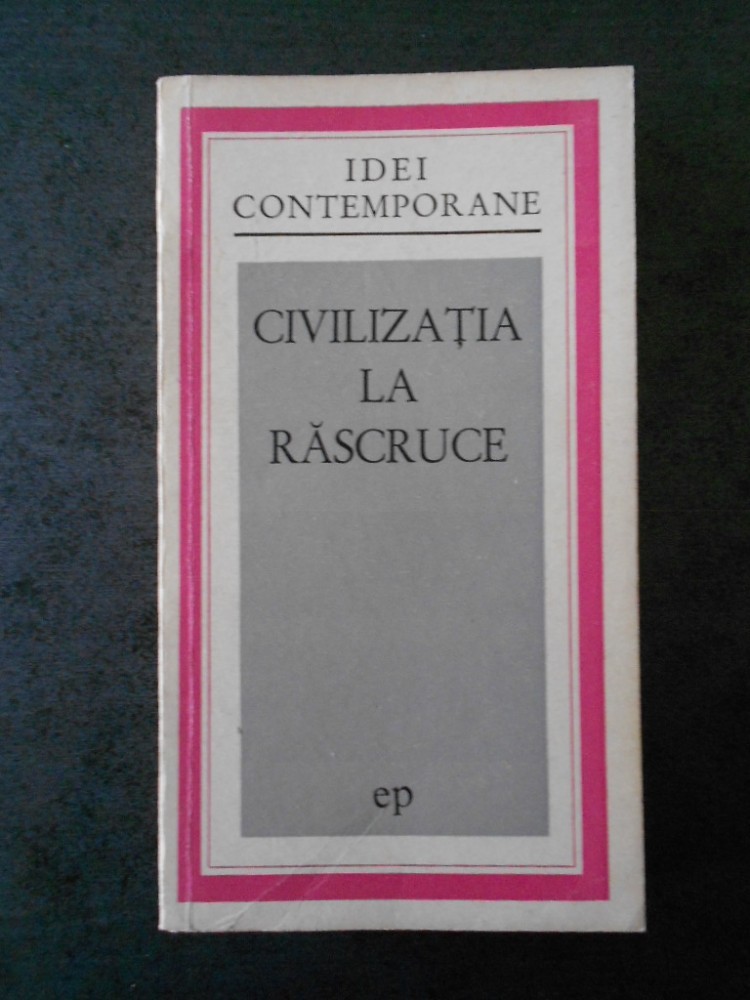 IDEI
CONTEMPORANE
CIVILIZAȚIA
LA
RĂSCRUCE
ep